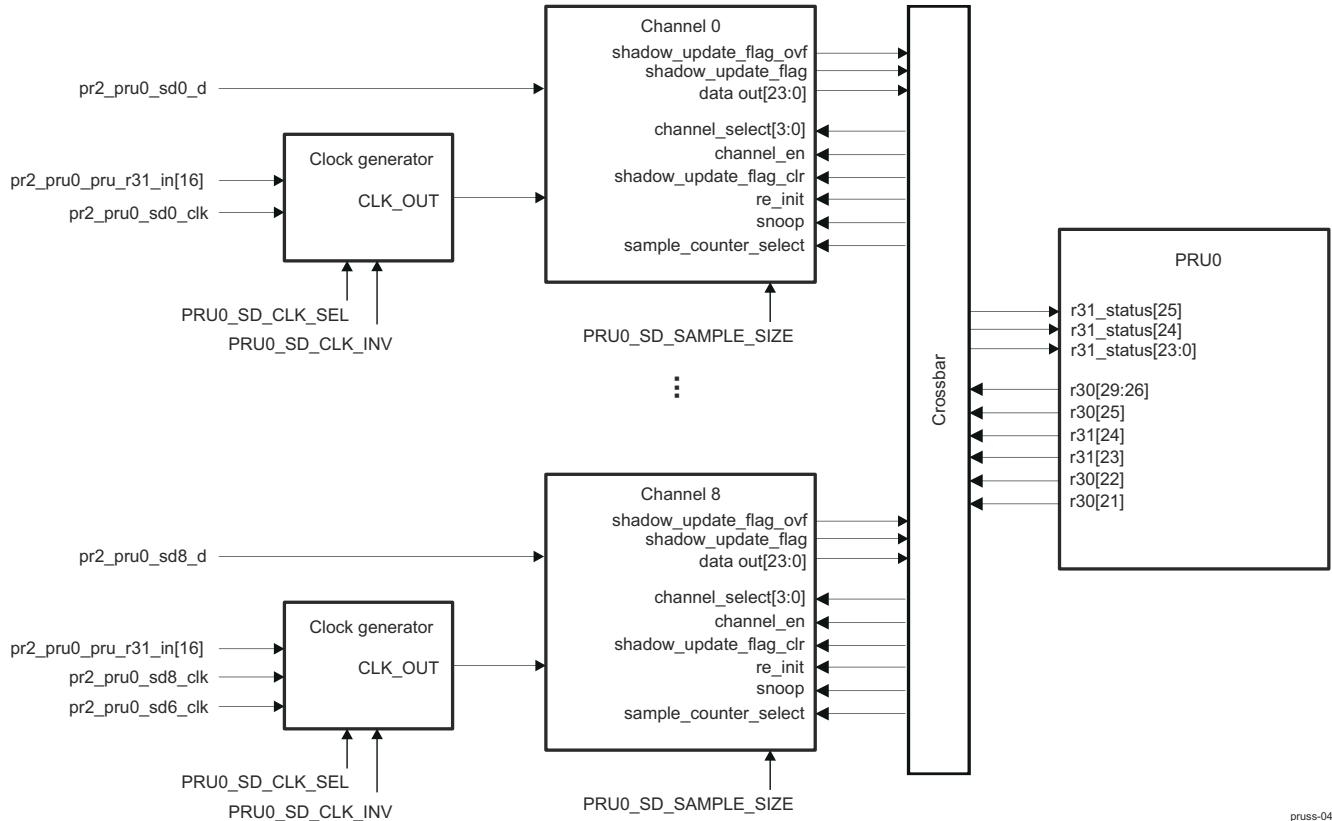 Channel 0
shadow_update_flag_ovf
shadow_update_flag
data out[23:0]
channel_select[3:0]
channel_en
shadow_update_flag_clr
re_init
snoop
sample_counter_select
pr2_pru0_sd0_d
Clock generator
CLK_OUT
pr2_pru0_pru_r31_in[16]
pr2_pru0_sd0_clk
PRU0_SD_CLK_SEL
PRU0_SD_CLK_INV
PRU0_SD_SAMPLE_SIZE
...
Crossbar
PRU0
r31_status[25]
r31_status[24]
r31_status[23:0]
r30[29:26]
r30[25]
r31[24]
r31[23]
r30[22]
r30[21]
Channel 8
shadow_update_flag_ovf
shadow_update_flag
data out[23:0]
channel_select[3:0]
channel_en
shadow_update_flag_clr
re_init
snoop
sample_counter_select
pr2_pru0_sd8_d
Clock generator
CLK_OUT
pr2_pru0_pru_r31_in[16]
pr2_pru0_sd8_clk
pr2_pru0_sd6_clk
PRU0_SD_CLK_SEL
PRU0_SD_CLK_INV
PRU0_SD_SAMPLE_SIZE
pruss-04